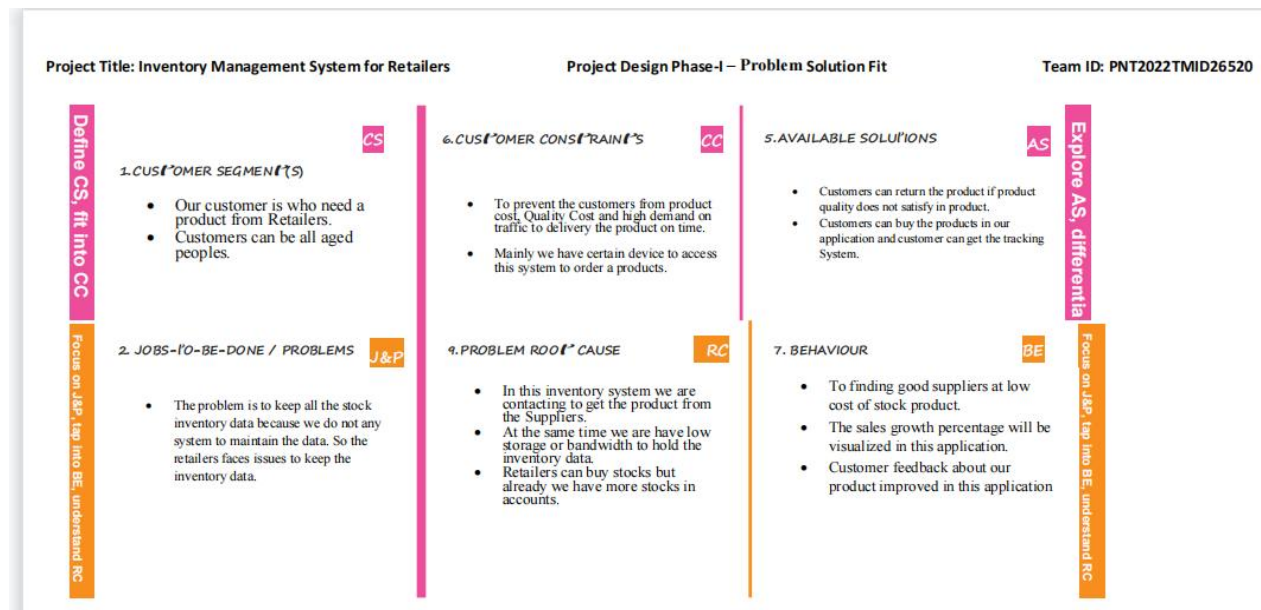 Project Title: Inventory Management System for Retailers
Project Design Phase-I – Problem Solution Fit
Team ID: PNT2022TMID26520
Define CS, fit into CC
CS
1.CUSTOMER SEGMENT(S)
• Our customer is who need a
product from Retailers.
• Customers can be all aged
peoples.
6.CUSTOMER CONSTRAINTS
CC
• To prevent the customers from product
cost, Quality Cost and high demand on
traffic to delivery the product on time.
• Mainly we have certain device to access
this system to order a products.
5.AVAILABLE SOLUTIONS
AS
• Customers can return the product if product
quality does not satisfy in product.
• Customers can buy the products in our
application and customer can get the tracking
System.
Explore AS, differentia
Focus on J&P, tap into BE, understand RC
2. JOBS-TO-BE-DONE / PROBLEMS
J&P
• The problem is to keep all the stock
inventory data because we do not any
system to maintain the data. So the
retailers faces issues to keep the
inventory data.
9.PROBLEM ROOT CAUSE
RC
• In this inventory system we are
contacting to get the product from
the Suppliers.
• At the same time we are have low
storage or bandwidth to hold the
inventory data.
• Retailers can buy stocks but
already we have more stocks in
accounts.
7. BEHAVIOUR
BE
• To finding good suppliers at low
cost of stock product.
• The sales growth percentage will be
visualized in this application.
• Customer feedback about our
product improved in this application
Focus on J&P, tap into BE, understand RC